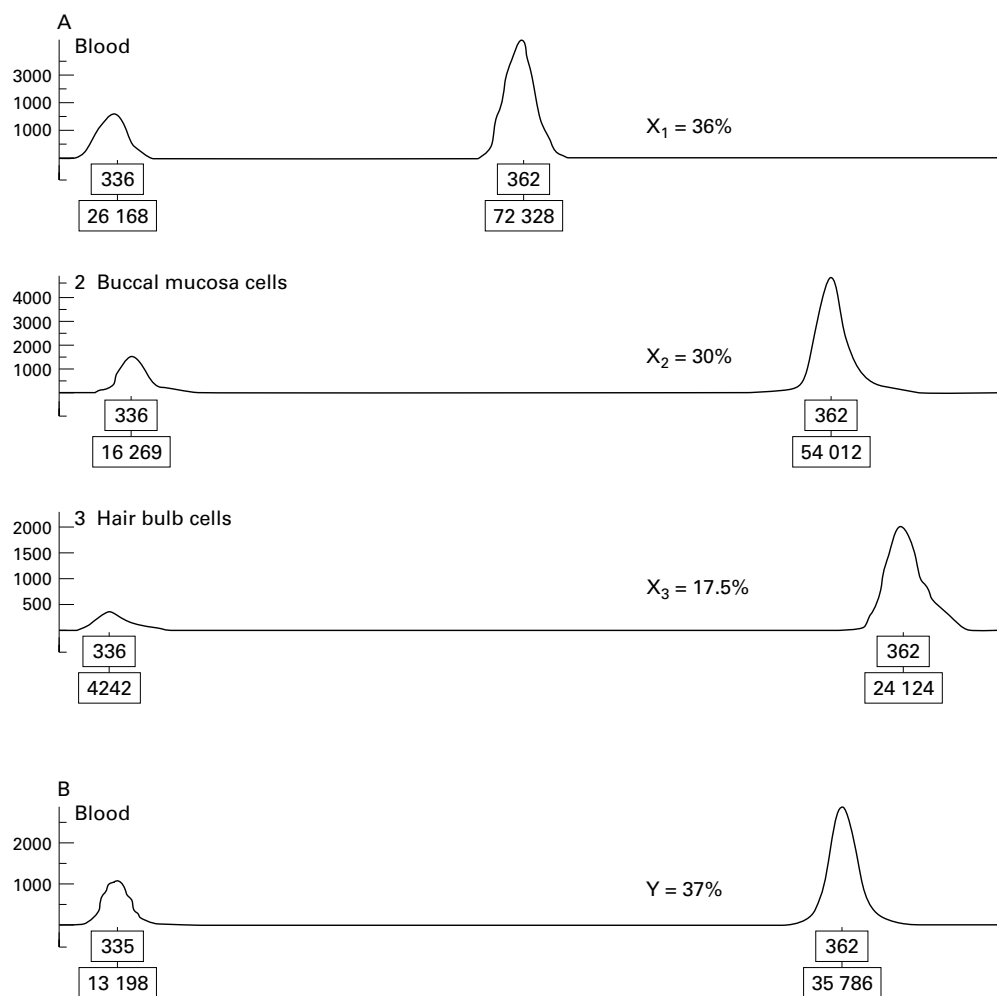 A
Blood
3000
1000
1000
X1 = 36%
336
362
26 168
72 328
2 Buccal mucosa cells
4000
3000
2000
1000
X2 = 30%
336
362
16 269
54 012
3 Hair bulb cells
2000
1500
1000
500
X3 = 17.5%
336
362
4242
24 124
B
Blood
2000
1000
Y = 37%
335
362
13 198
35 786